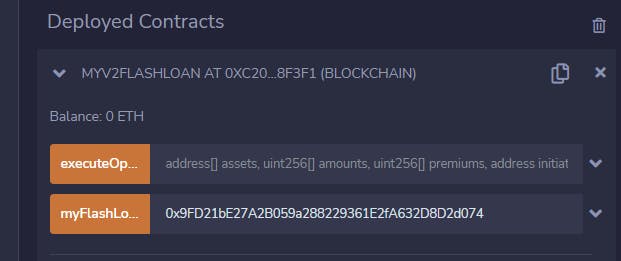 Deployed Contracts
MYV2FLASHLOAN AT 0XC20...8F3F1 (BLOCKCHAIN)
Balance: 0 ETH
executeOp... address[] assets, uint256[] amounts, uint256[] premiums, address initiat
myFlashLo... 0x9FD21bE27A2B059a288229361E2fA632D8D2d074